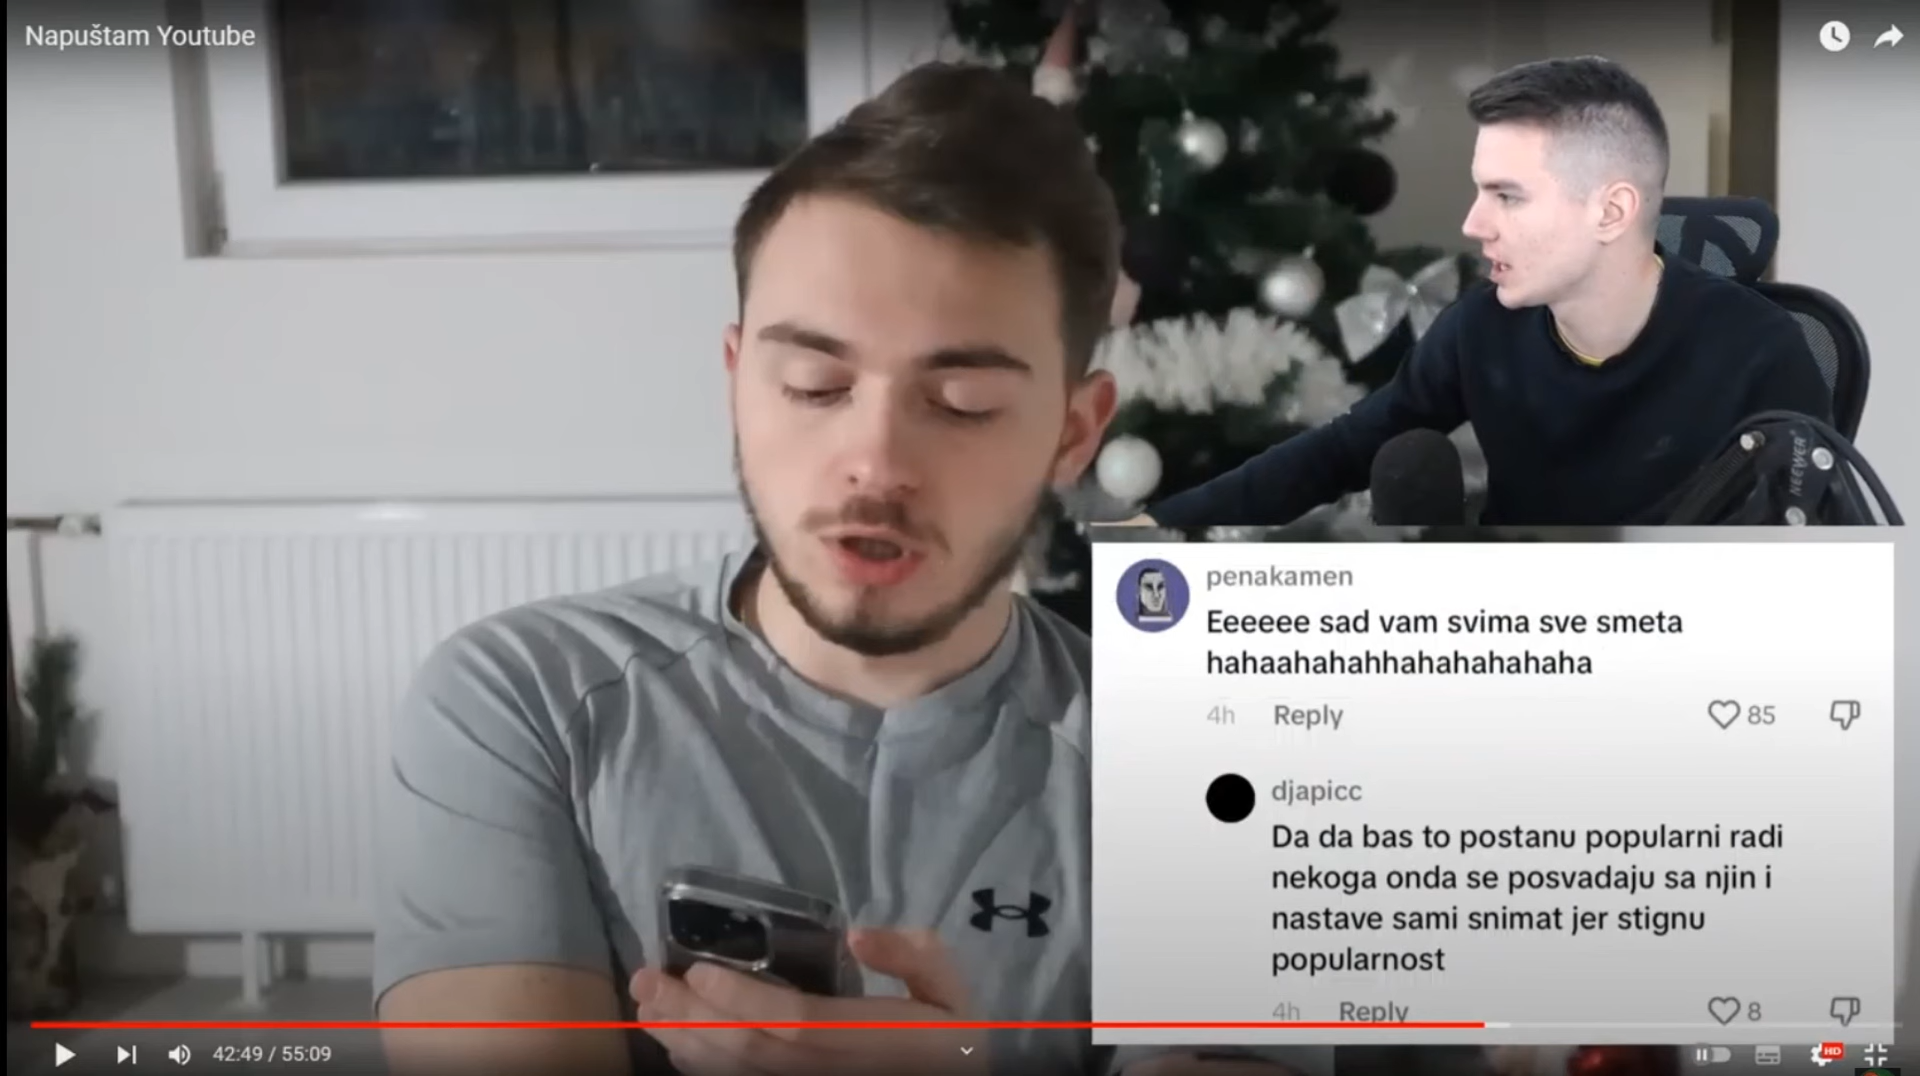 Napuštam Youtube
NEEWER
penakamen
Eeeeee sad vam svima sve smeta
hahaahahahhahahahahaha
4h Reply 85
djapicc
Da da bas to postanu popularni radi
nekoga onda se posvadaju sa njin i
nastave sami snimat jer stignu
popularnost
4h Reply 8
42:49 / 55:09
HD